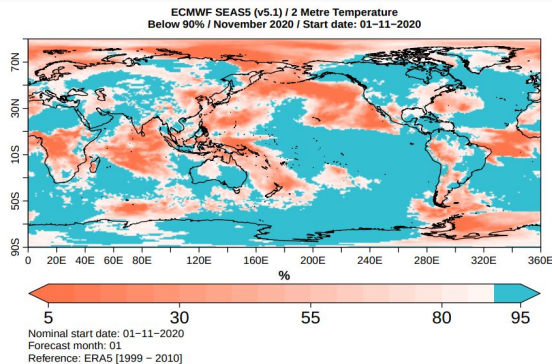 ECMWF SEAS5 (v5.1) / 2 Metre Temperature
Below 90% / November 2020 / Start date: 01−11−2020
70N
30N
10S
50S
90S
0 20E 40E 60E 80E 120E 160E 200E 240E 280E 320E 360E
%
5 30 55 80 95
Nominal start date: 01−11−2020
Forecast month: 01
Reference: ERA5 [1999 − 2010]